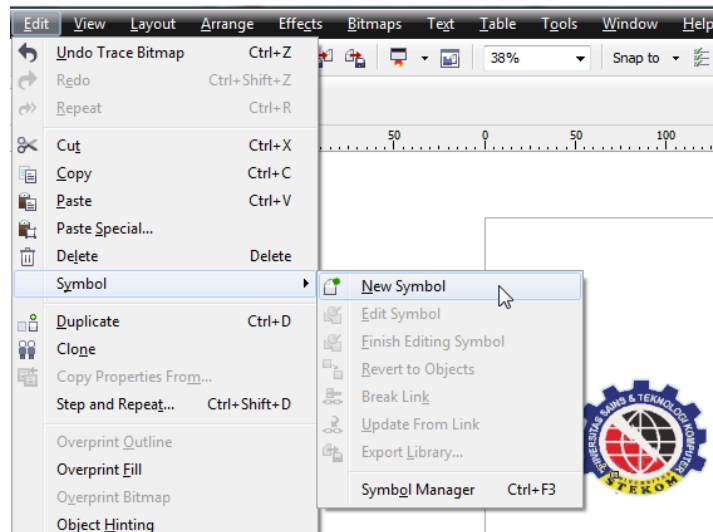 Edit View Layout Arrange Effects Bitmaps Text Table Tools Window Help
Undo Trace Bitmap Ctrl+Z
38% Snap to
Redo Ctrl+Shift+Z
Repeat Ctrl+R
50 0 50 100
Cut Ctrl+X
Copy Ctrl+C
Paste Ctrl+V
Paste Special...
Delete Delete
Symbol
New Symbol
Edit Symbol
Finish Editing Symbol
Revert to Objects
Break Link
Update From Link
Export Library...
Symbol Manager Ctrl+F3
Duplicate Ctrl+D
Clone
Copy Properties From...
Step and Repeat... Ctrl+Shift+D
Overprint Outline
Overprint Fill
Overprint Bitmap
Object Hinting
UNIVERSITAS SAINS & TEKNOLOGI KOMPUTER
UNIVERSITAS
STEKOM